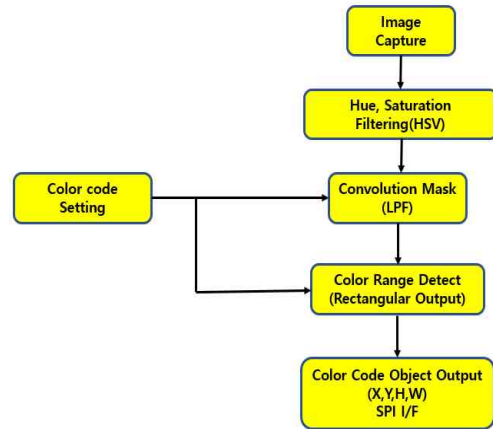 Image
Capture
Hue, Saturation
Filtering(HSV)
Color code
Setting
Convolution Mask
(LPF)
Color Range Detect
(Rectangular Output)
Color Code Object Output
(X,Y,H,W)
SPI I/F